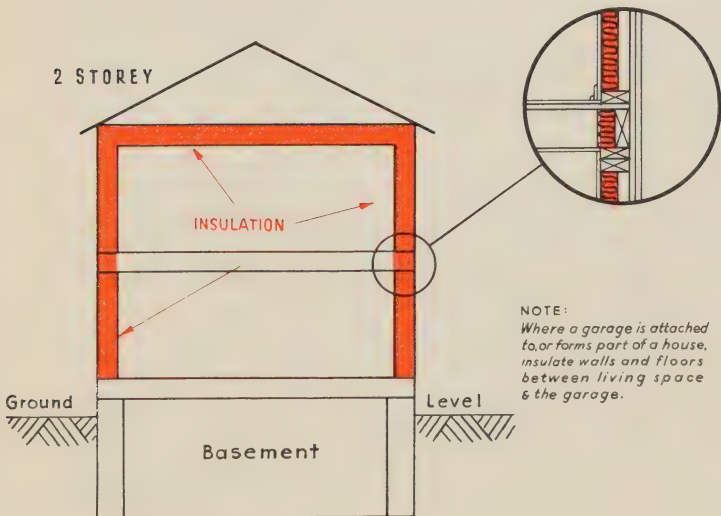 2 STOREY
INSULATION
NOTE:
Where a garage is attached
to, or forms part of a house,
insulate walls and floors
between living space
& the garage.
Ground
Level
Basement